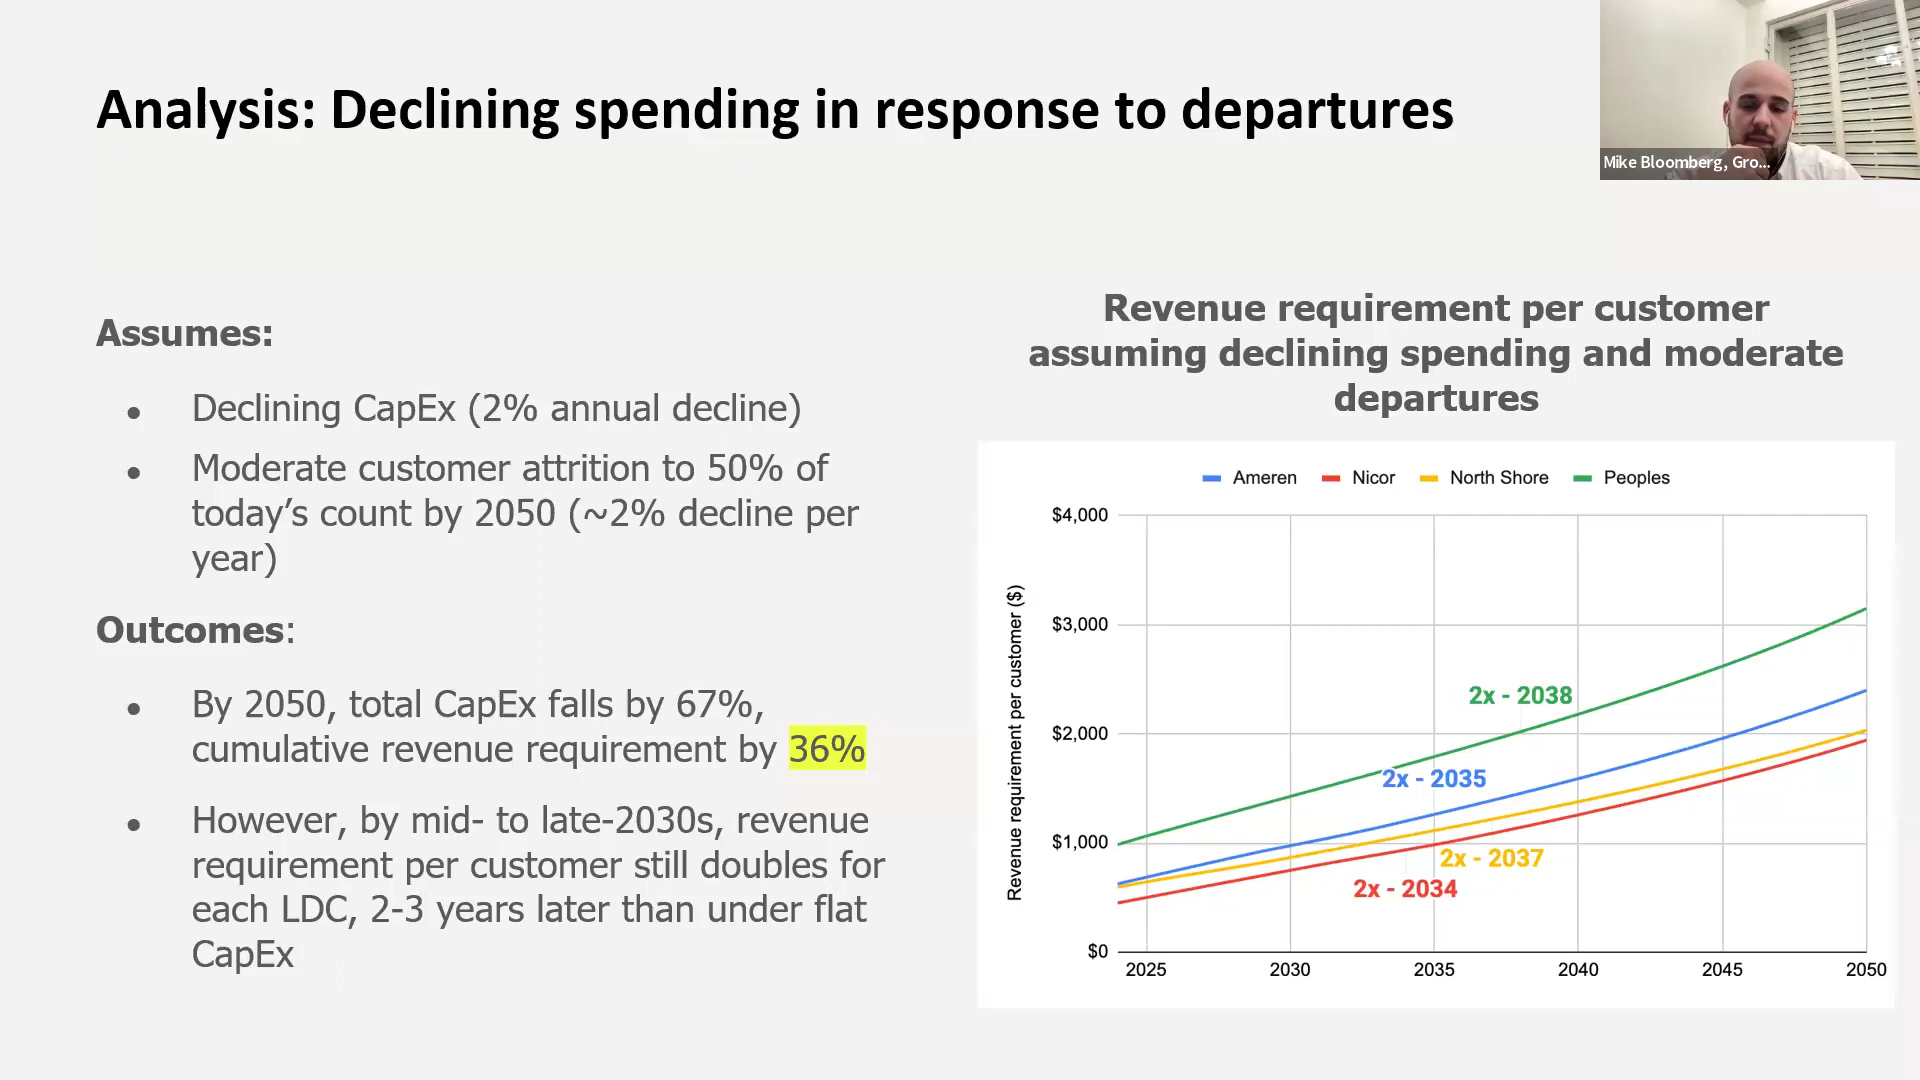 Analysis: Declining spending in response to departures
Mike Bloomberg, Gro...
Assumes:
● Declining CapEx (2% annual decline)
● Moderate customer attrition to 50% of
today’s count by 2050 (~2% decline per
year)
Outcomes:
● By 2050, total CapEx falls by 67%,
cumulative revenue requirement by 36%
● However, by mid- to late-2030s, revenue
requirement per customer still doubles for
each LDC, 2-3 years later than under flat
CapEx
Revenue requirement per customer
assuming declining spending and moderate
departures
Ameren Nicor North Shore Peoples
Revenue requirement per customer ($)
$4,000
$3,000
$2,000
$1,000
$0
2x - 2038
2x - 2035
2x - 2037
2x - 2034
2025 2030 2035 2040 2045 2050